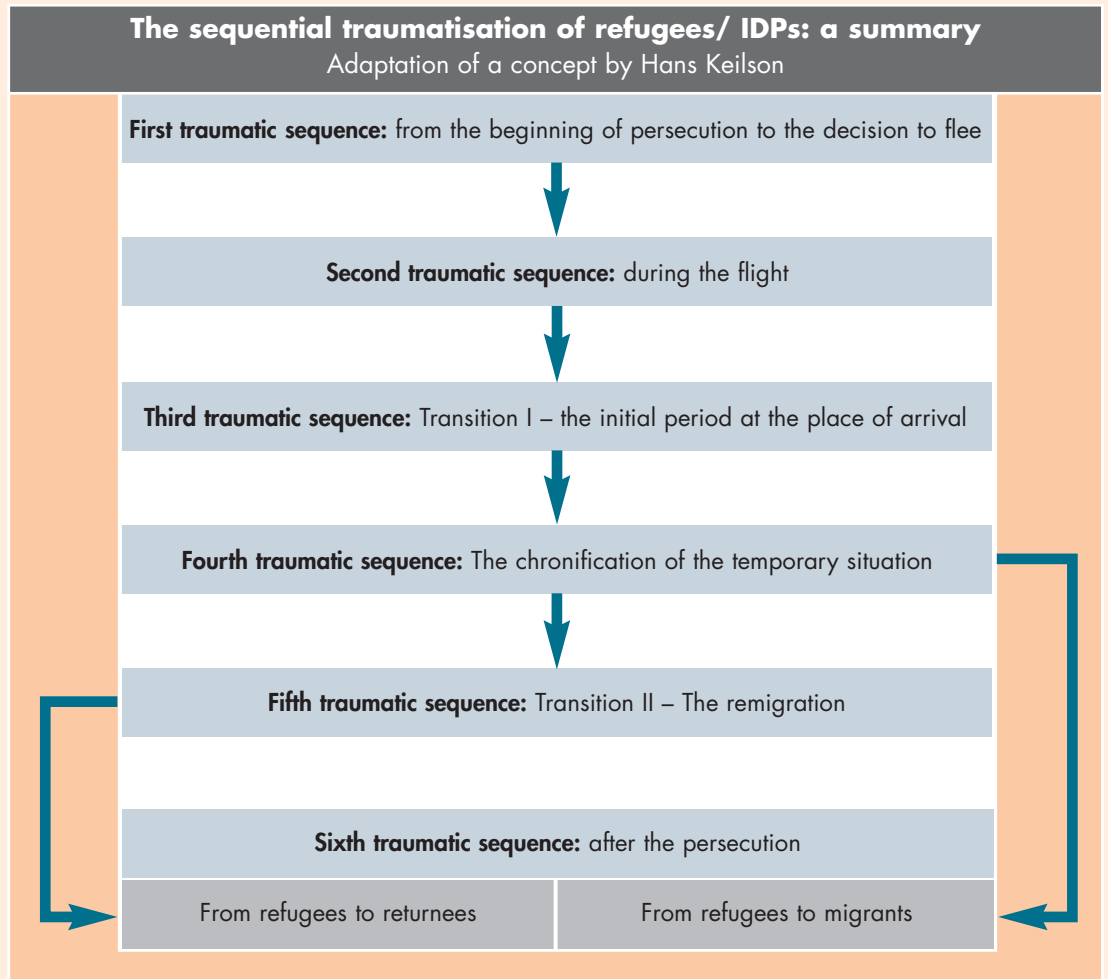 The sequential traumatisation of refugees/ IDPs: a summary
Adaptation of a concept by Hans Keilson
First traumatic sequence: from the beginning of persecution to the decision to flee
Second traumatic sequence: during the flight
Third traumatic sequence: Transition I – the initial period at the place of arrival
Fourth traumatic sequence: The chronification of the temporary situation
Fifth traumatic sequence: Transition II – The remigration
Sixth traumatic sequence: after the persecution
From refugees to returnees
From refugees to migrants